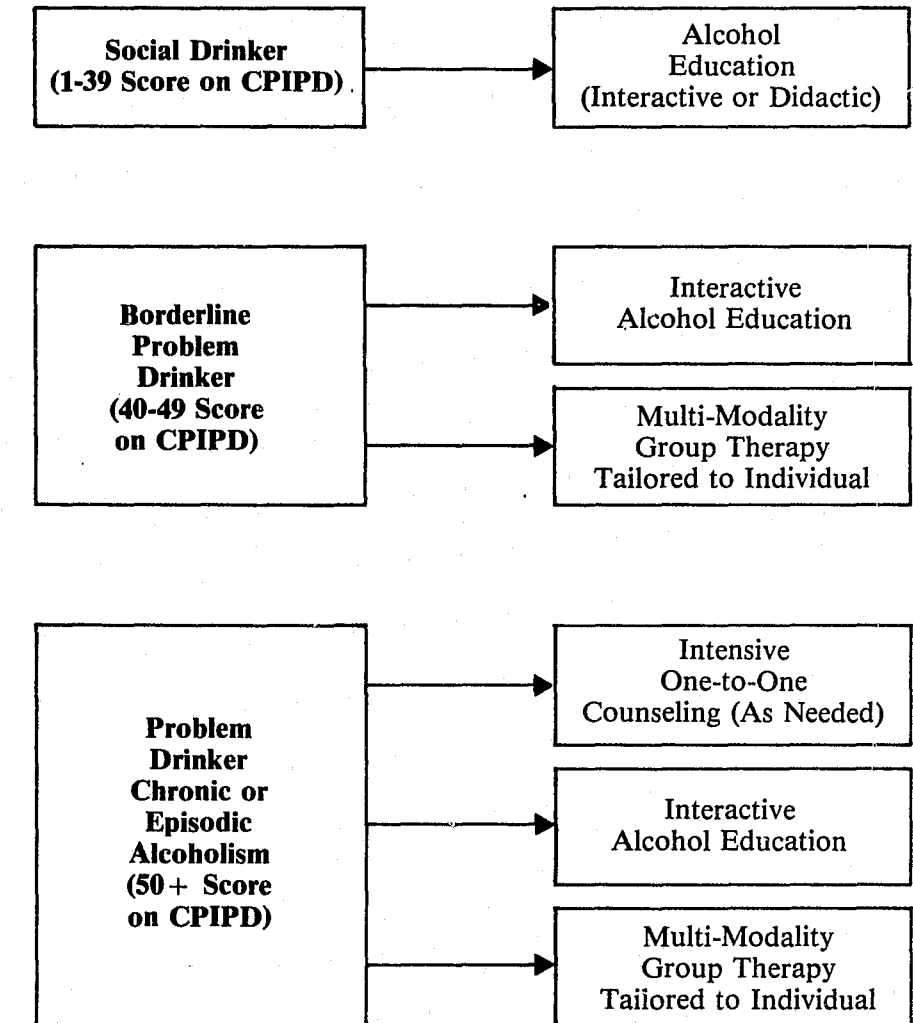 Social Drinker
(1-39 Score on CPIPD)
Alcohol
Education
(Interactive or Didactic)
Borderline
Problem
Drinker
(40-49 Score
on CPIPD)
Interactive
Alcohol Education
Multi-Modality
Group Therapy
Tailored to Individual
Problem
Drinker
Chronic or
Episodic
Alcoholism
(50+ Score
on CPIPD)
Intensive
One-to-One
Counseling (As Needed)
Interactive
Alcohol Education
Multi-Modality
Group Therapy
Tailored to Individual